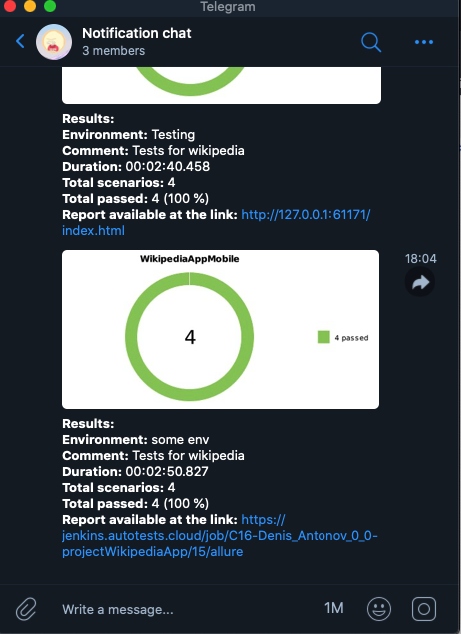 Telegram
Notification chat
3 members
Results:
Environment: Testing
Comment: Tests for wikipedia
Duration: 00:02:40.458
Total scenarios: 4
Total passed: 4 (100 %)
Report available at the link: http://127.0.0.1:61171/
index.html
WikipediaAppMobile
18:04
4
4 passed
Results:
Environment: some env
Comment: Tests for wikipedia
Duration: 00:02:50.827
Total scenarios: 4
Total passed: 4 (100 %)
Report available at the link: https://
jenkins.autotests.cloud/job/C16-Denis_Antonov_0_0-
projectWikipediaApp/15/allure
Write a message...
1M